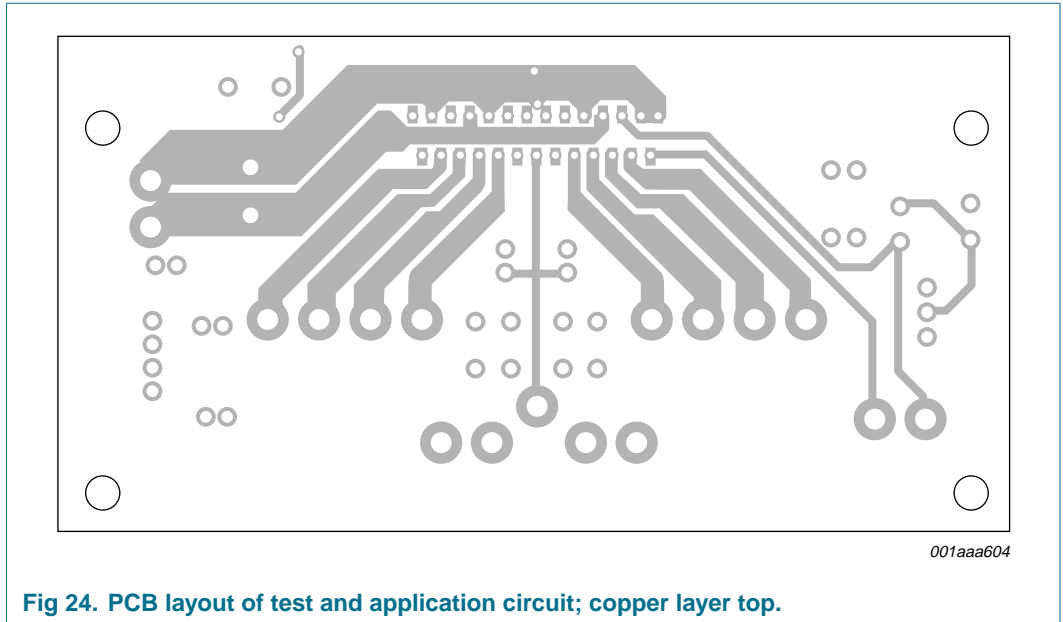 001aaa604
Fig 24. PCB layout of test and application circuit; copper layer top.